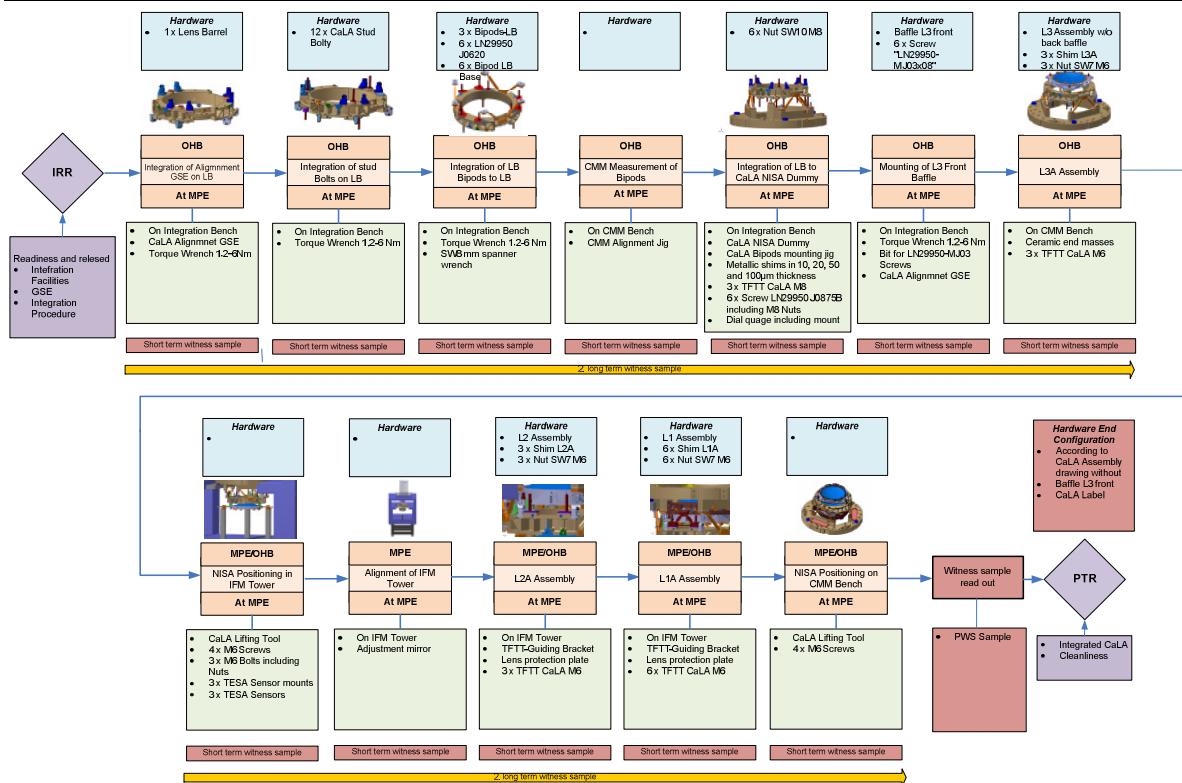 Hardware
1 x Lens Barrel
Hardware
12 x CaLA Stud
Bolty
Hardware
3 x Bipods-LB
6 x LN29950
J0620
6 x Bipod LB
Base
Hardware
Hardware
6 x Nut SW10 M8
Hardware
Baffle L3 front
6 x Screw
"LN29950-
MJ03x08"
Hardware
L3 Assembly w/o
back baffle
3 x Shim L3A
3 x Nut SW7 M6
IRR
OHB
Integration of Alignmnent
GSE on LB
At MPE
OHB
Integration of stud
Bolts on LB
At MPE
OHB
Integration of LB
Bipods to LB
At MPE
OHB
CMM Measurement of
Bipods
At MPE
OHB
Integration of LB to
CaLA NISA Dummy
At MPE
OHB
Mounting of L3 Front
Baffle
At MPE
OHB
L3A Assembly
At MPE
Readiness and relesed
Intefration
Facilities
GSE
Integration
Procedure
On Integration Bench
CaLA Alignmnet GSE
Torque Wrench 1.2-6Nm
On Integration Bench
Torque Wrench 1.2-6 Nm
On Integration Bench
Torque Wrench 1.2-6 Nm
SW8 mm spanner
wrench
On CMM Bench
CMM Alignment Jig
On Integration Bench
CaLA NISA Dummy
CaLA Bipods mounting jig
Metallic shims in 10, 20, 50
and 100µm thickness
3 x TFTT CaLA M8
6 x Screw LN29950 J0875B
including M8 Nuts
Dial quage including mount
On Integration Bench
Torque Wrench 1.2-6 Nm
Bit for LN29950-MJ03
Screws
CaLA Alignmnet GSE
On CMM Bench
Ceramic end masses
3 x TFTT CaLA M6
Short term witness sample
Short term witness sample
Short term witness sample
Short term witness sample
Short term witness sample
Short term witness sample
Short term witness sample
2. long term witness sample
Hardware
Hardware
Hardware
L2 Assembly
3 x Shim L2A
3 x Nut SW7 M6
Hardware
L1 Assembly
6 x Shim L1A
6 x Nut SW7 M6
Hardware
Hardware End
Configuration
According to
CaLA Assembly
drawing without
Baffle L3 front
CaLA Label
MPE/OHB
NISA Positioning in
IFM Tower
At MPE
MPE
Alignment of IFM
Tower
At MPE
MPE/OHB
L2A Assembly
At MPE
MPE/OHB
L1A Assembly
At MPE
MPE/OHB
NISA Positioning on
CMM Bench
At MPE
Witness sample
read out
PTR
CaLA Lifting Tool
4 x M6 Screws
3 x M6 Bolts including
Nuts
3 x TESA Sensor mounts
3 x TESA Sensors
On IFM Tower
Adjustment mirror
On IFM Tower
TFTT-Guiding Bracket
Lens protection plate
3 x TFTT CaLA M6
On IFM Tower
TFTT-Guiding Bracket
Lens protection plate
6 x TFTT CaLA M6
CaLA Lifting Tool
4 x M6 Screws
PWS Sample
Integrated CaLA
Cleanliness
Short term witness sample
Short term witness sample
Short term witness sample
Short term witness sample
Short term witness sample
2. long term witness sample